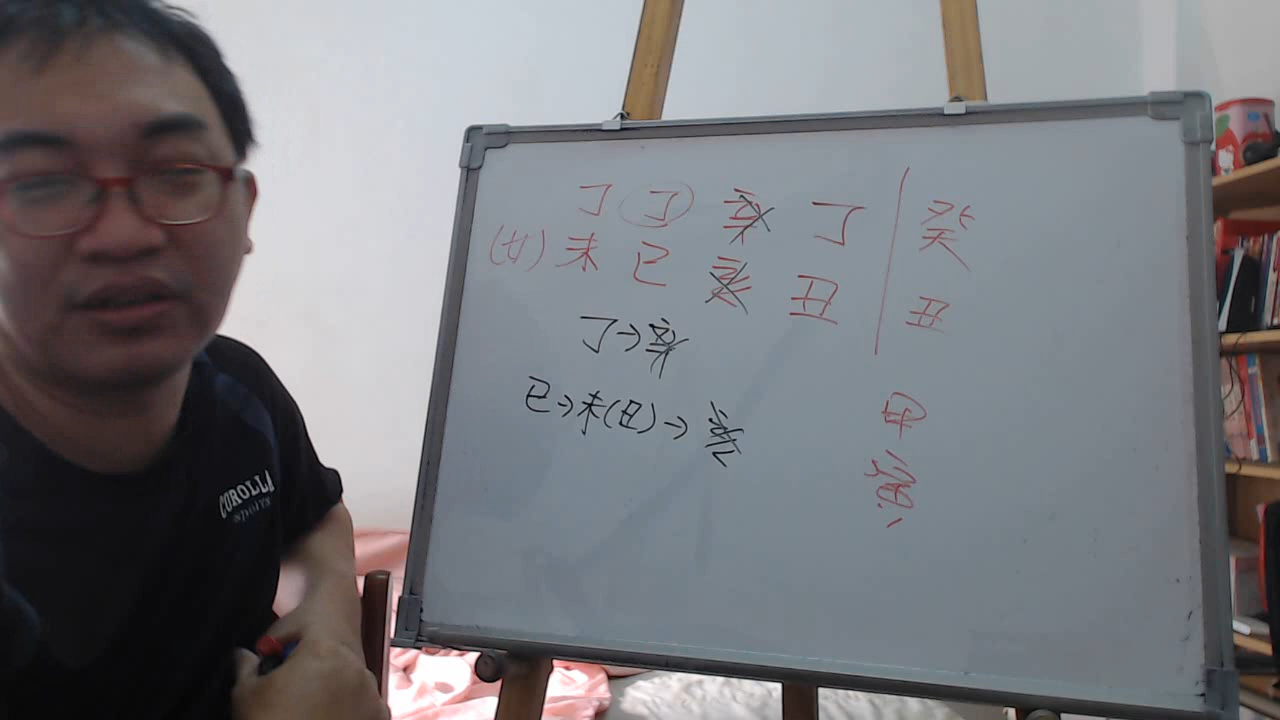 丁 丁 辛 丁 | 癸
(女) 未 巳 亥 丑 | 丑
丁→辛
巳→未(丑)→亥
甲
寅
COROLLA